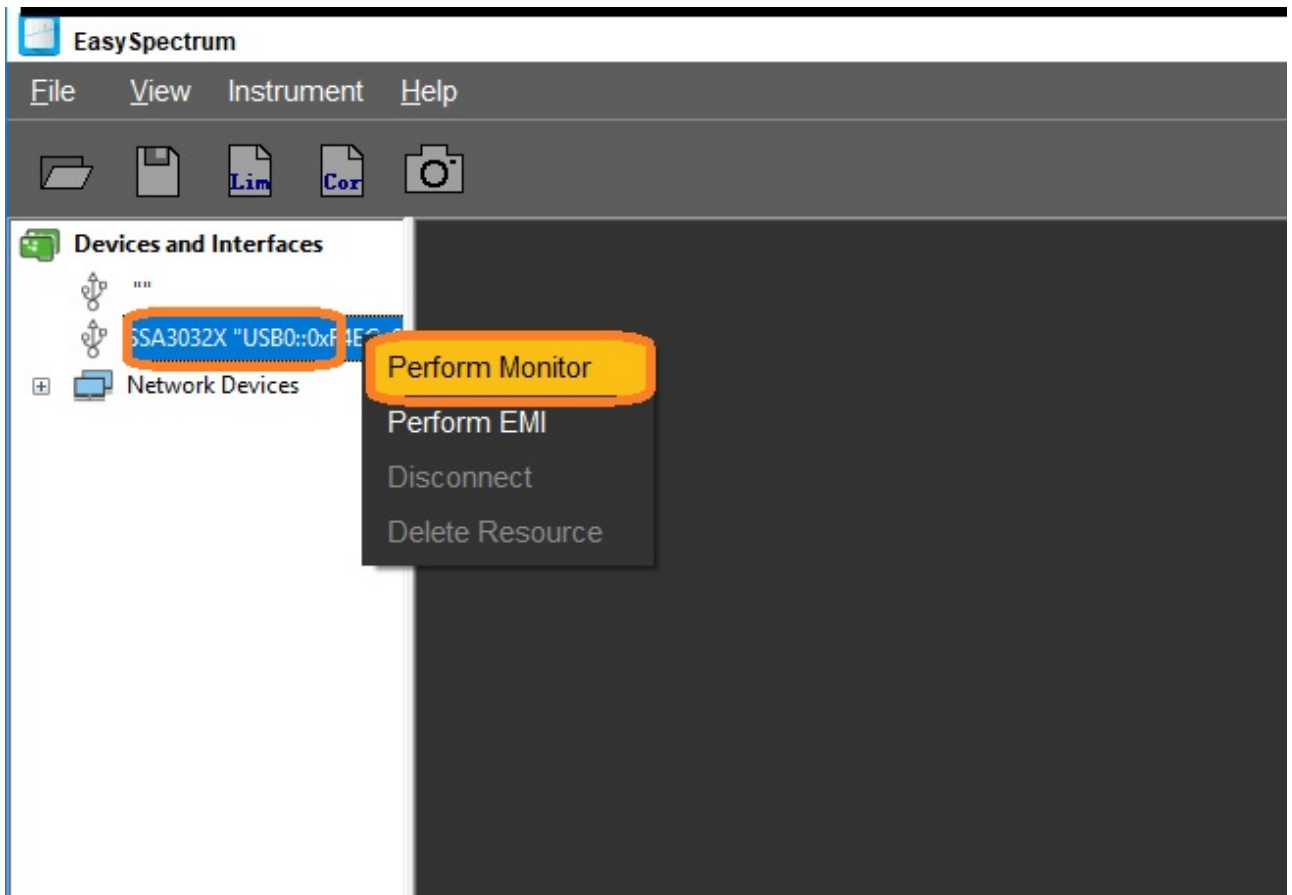 EasySpectrum
File View Instrument Help
Lim Cor
Devices and Interfaces
""
SSA3032X "USB0::0xF4EC
Network Devices
Perform Monitor
Perform EMI
Disconnect
Delete Resource